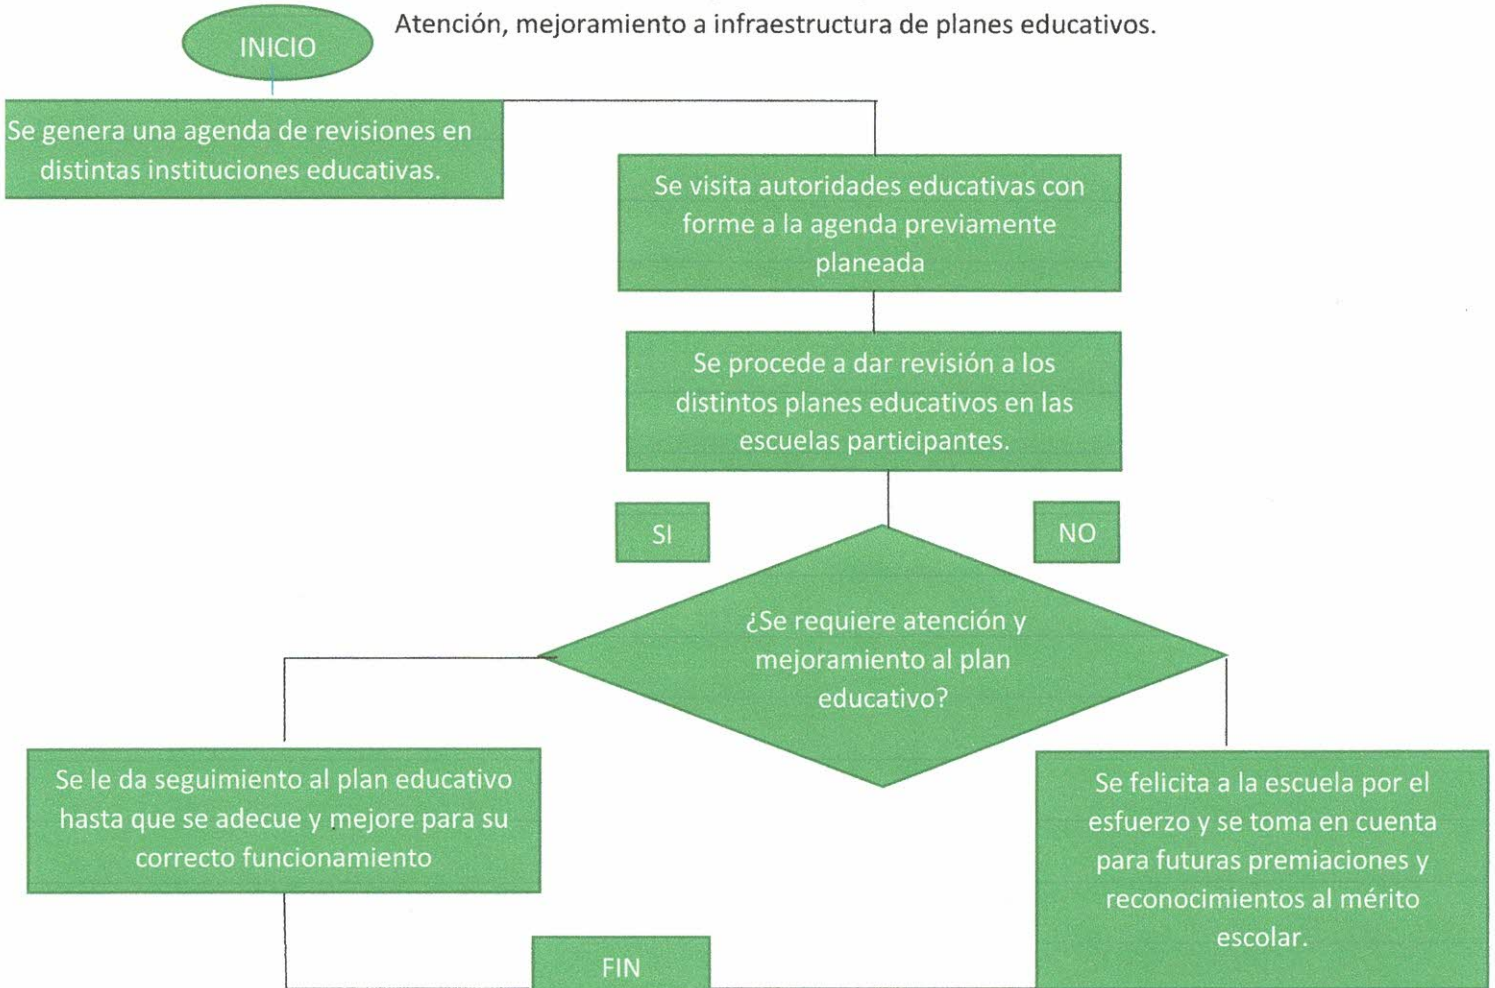 Atención, mejoramiento a infraestructura de planes educativos.
INICIO
Se genera una agenda de revisiones en
distintas instituciones educativas.
Se visita autoridades educativas con
forme a la agenda previamente
planeada
Se procede a dar revisión a los
distintos planes educativos en las
escuelas participantes.
SI
NO
¿Se requiere atención y
mejoramiento al plan
educativo?
Se le da seguimiento al plan educativo
hasta que se adecue y mejore para su
correcto funcionamiento
Se felicita a la escuela por el
esfuerzo y se toma en cuenta
para futuras premiaciones y
reconocimientos al mérito
escolar.
FIN